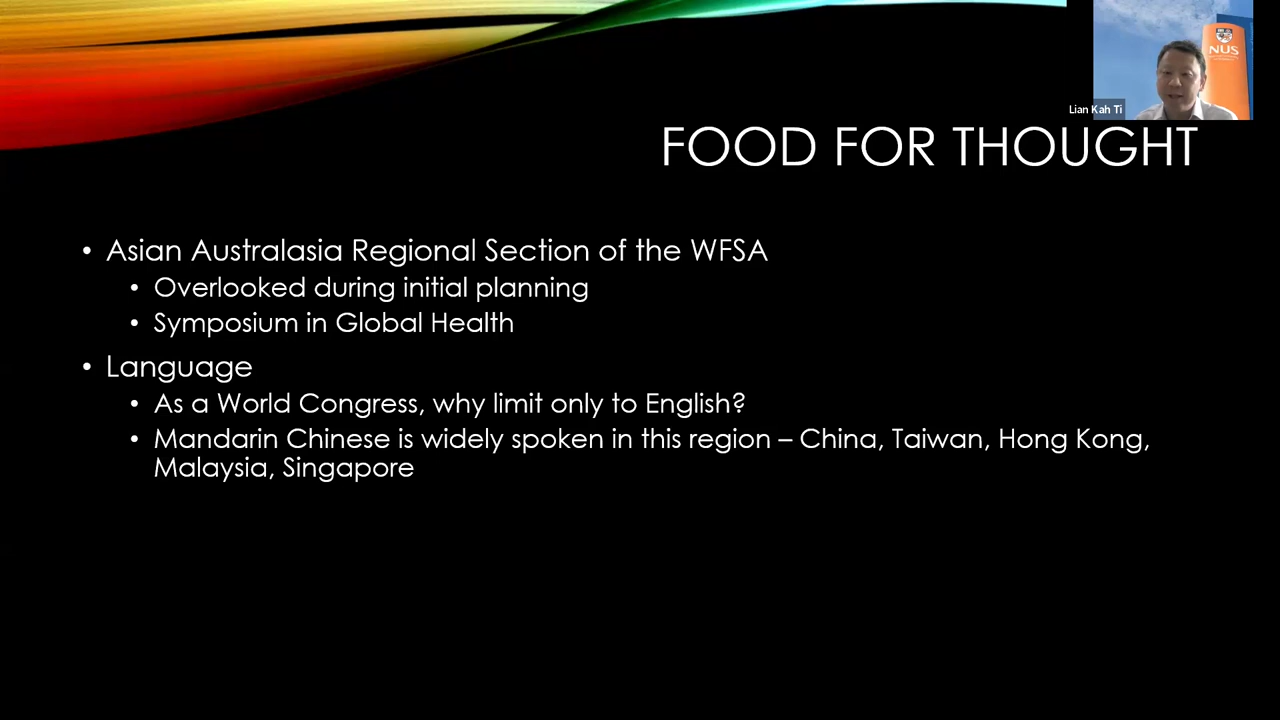 NUS
Lian Kah Ti
FOOD FOR THOUGHT
• Asian Australasia Regional Section of the WFSA
• Overlooked during initial planning
• Symposium in Global Health
• Language
• As a World Congress, why limit only to English?
• Mandarin Chinese is widely spoken in this region – China, Taiwan, Hong Kong,
Malaysia, Singapore